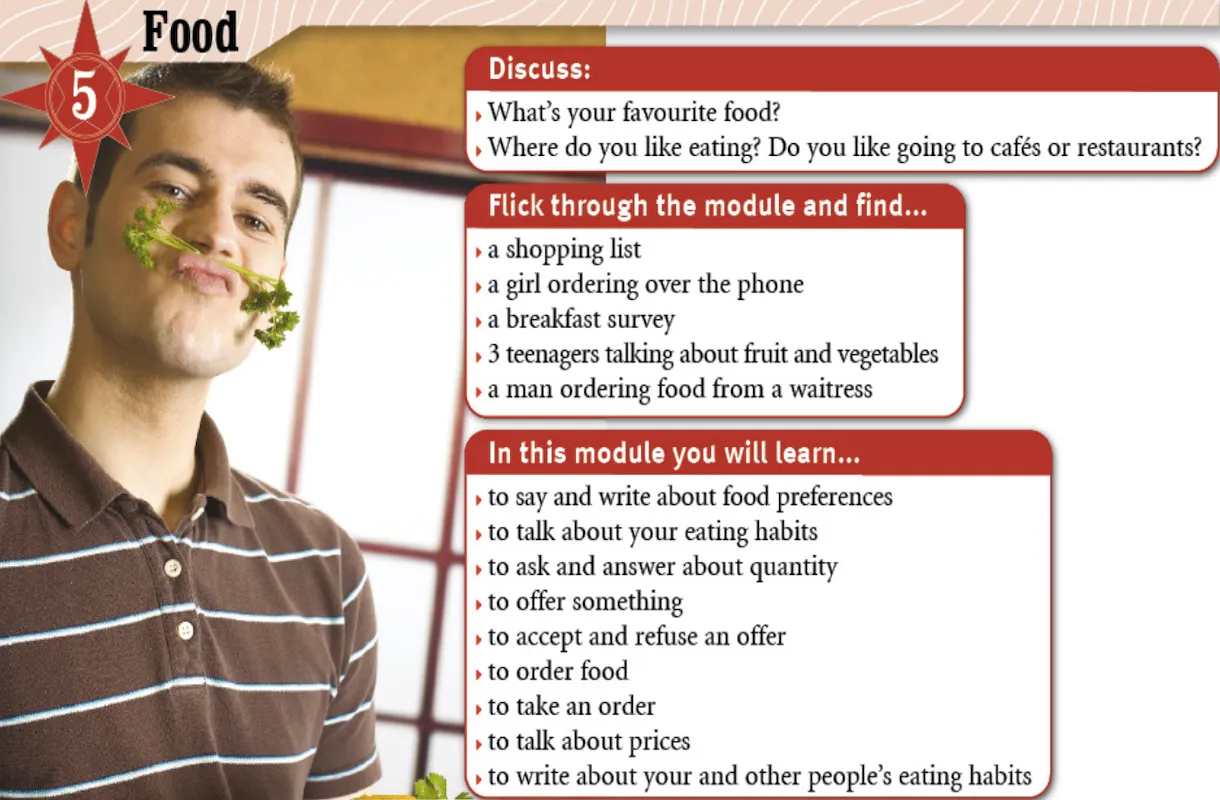 Food
5
Discuss:
What's your favourite food?
Where do you like eating? Do you like going to cafés or restaurants?
Flick through the module and find...
a shopping list
a girl ordering over the phone
a breakfast survey
3 teenagers talking about fruit and vegetables
a man ordering food from a waitress
In this module you will learn...
to say and write about food preferences
to talk about your eating habits
to ask and answer about quantity
to offer something
to accept and refuse an offer
to order food
to take an order
to talk about prices
to write about your and other people's eating habits